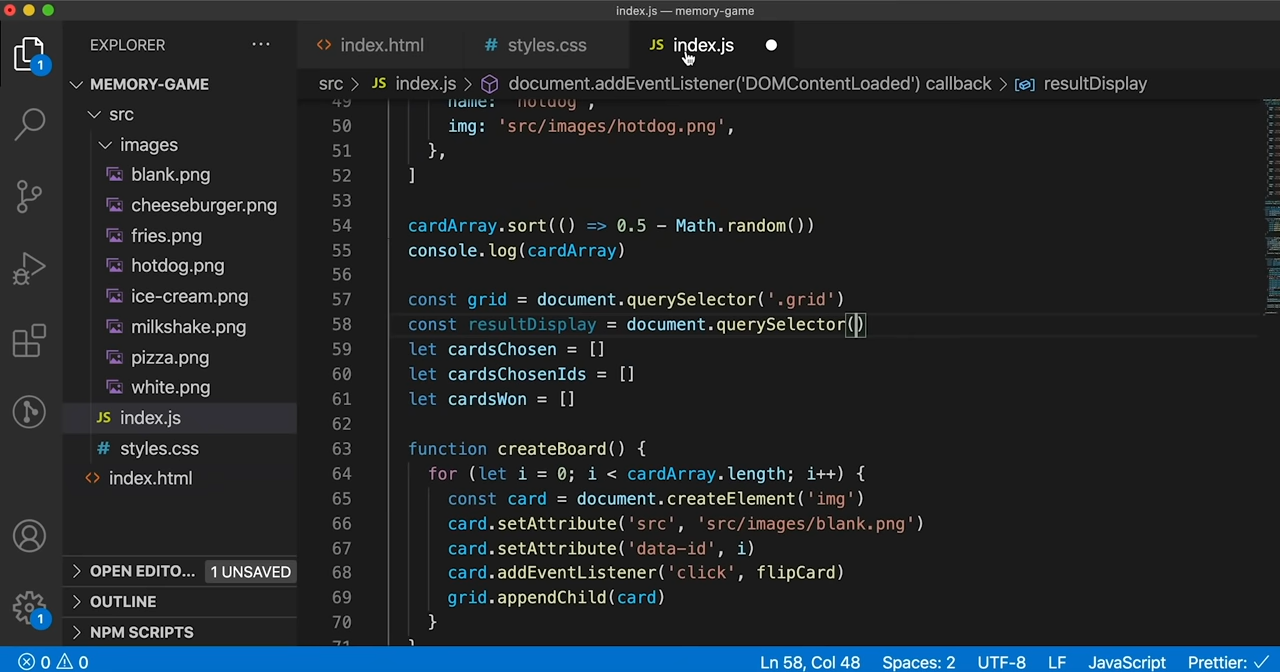 index.js — memory-game
EXPLORER ···
<> index.html # styles.css JS index.js
1
MEMORY-GAME
src > JS index.js > document.addEventListener('DOMContentLoaded') callback > resultDisplay
src
images
blank.png
cheeseburger.png
fries.png
hotdog.png
ice-cream.png
milkshake.png
pizza.png
white.png
JS index.js
# styles.css
<> index.html
49 name: 'hotdog',
50 img: 'src/images/hotdog.png',
51 },
52 ]
53
54 cardArray.sort(() => 0.5 - Math.random())
55 console.log(cardArray)
56
57 const grid = document.querySelector('.grid')
58 const resultDisplay = document.querySelector()
59 let cardsChosen = []
60 let cardsChosenIds = []
61 let cardsWon = []
62
63 function createBoard() {
64 for (let i = 0; i < cardArray.length; i++) {
65 const card = document.createElement('img')
66 card.setAttribute('src', 'src/images/blank.png')
67 card.setAttribute('data-id', i)
68 card.addEventListener('click', flipCard)
69 grid.appendChild(card)
70 }
71 }
OPEN EDITO... 1 UNSAVED
OUTLINE
NPM SCRIPTS
1
0 0 Ln 58, Col 48 Spaces: 2 UTF-8 LF JavaScript Prettier: ✓